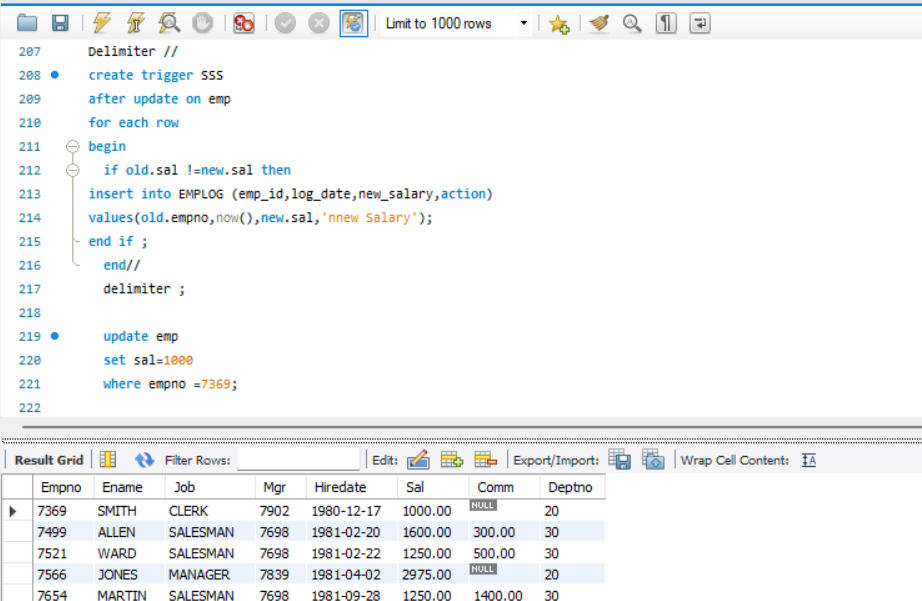 Limit to 1000 rows
207 Delimiter //
208 create trigger SSS
209 after update on emp
210 for each row
211 begin
212 if old.sal !=new.sal then
213 insert into EMPLOG (emp_id,log_date,new_salary,action)
214 values(old.empno,now(),new.sal,'nnew Salary');
215 end if ;
216 end//
217 delimiter ;
218
219 update emp
220 set sal=1000
221 where empno =7369;
222
Result Grid Filter Rows: Edit: Export/Import: Wrap Cell Content: IA
Empno Ename Job Mgr Hiredate Sal Comm Deptno
7369 SMITH CLERK 7902 1980-12-17 1000.00 NULL 20
7499 ALLEN SALESMAN 7698 1981-02-20 1600.00 300.00 30
7521 WARD SALESMAN 7698 1981-02-22 1250.00 500.00 30
7566 JONES MANAGER 7839 1981-04-02 2975.00 NULL 20
7654 MARTIN SALESMAN 7698 1981-09-28 1250.00 1400.00 30